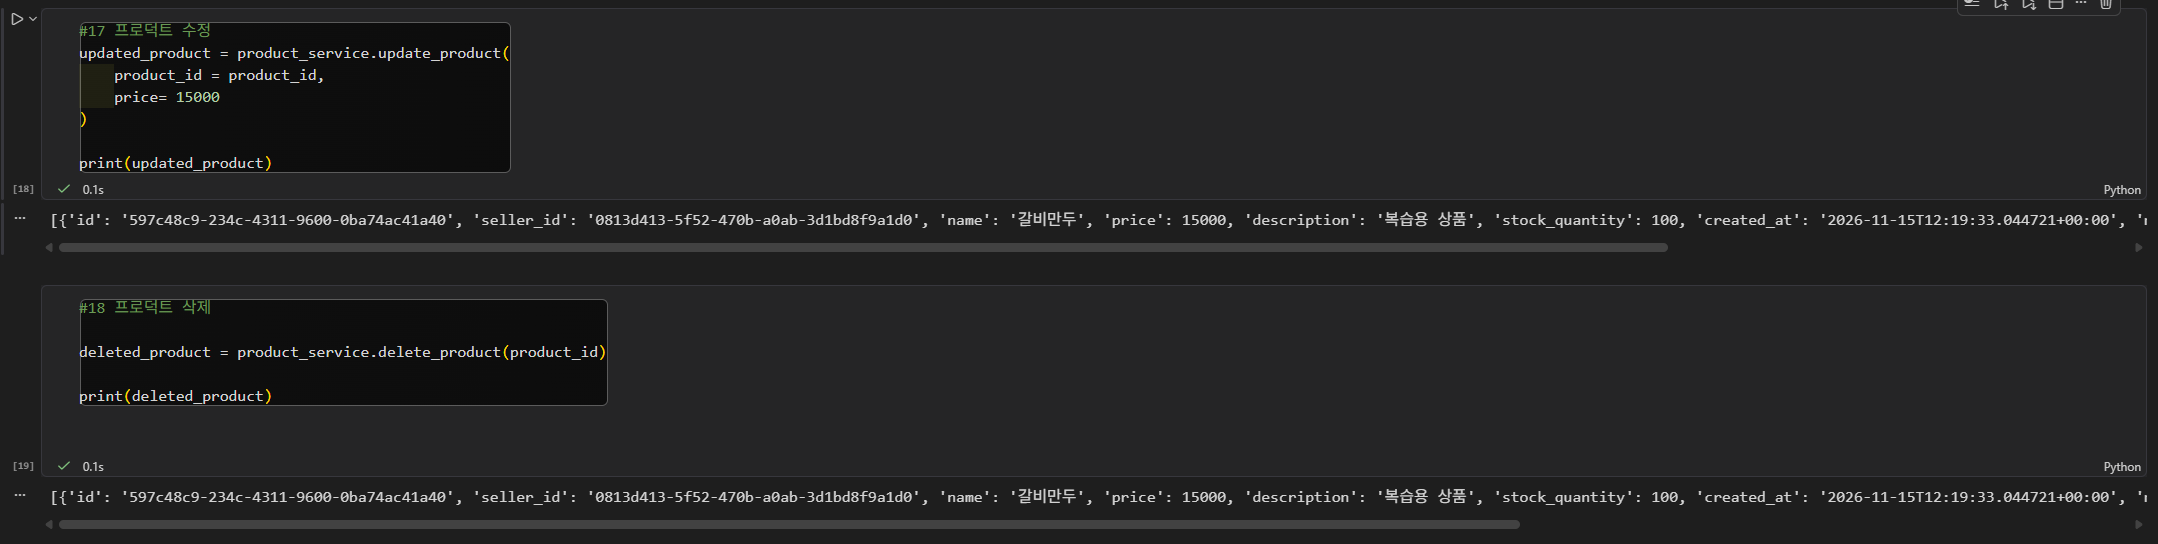 #17 프로덕트 수정
updated_product = product_service.update_product(
    product_id = product_id,
    price= 15000
)
print(updated_product)
[18]
0.1s
Python
[{'id': '597c48c9-234c-4311-9600-0ba74ac41a40', 'seller_id': '0813d413-5f52-470b-a0ab-3d1bd8f9a1d0', 'name': '갈비만두', 'price': 15000, 'description': '복습용 상품', 'stock_quantity': 100, 'created_at': '2026-11-15T12:19:33.044721+00:00', '
#18 프로덕트 삭제
deleted_product = product_service.delete_product(product_id)
print(deleted_product)
[19]
0.1s
Python
[{'id': '597c48c9-234c-4311-9600-0ba74ac41a40', 'seller_id': '0813d413-5f52-470b-a0ab-3d1bd8f9a1d0', 'name': '갈비만두', 'price': 15000, 'description': '복습용 상품', 'stock_quantity': 100, 'created_at': '2026-11-15T12:19:33.044721+00:00', '